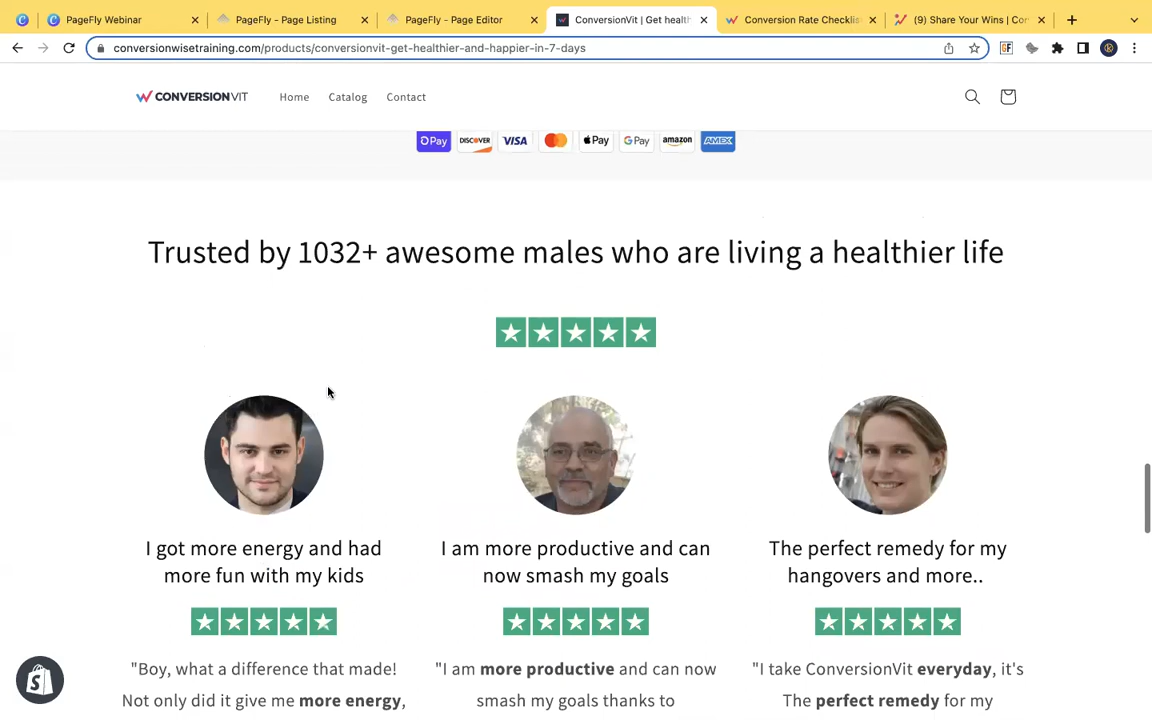 PageFly Webinar
PageFly - Page Listing
PageFly - Page Editor
ConversionVit | Get health
Conversion Rate Checklis
(9) Share Your Wins | Con
conversionwisetraining.com/products/conversionvit-get-healthier-and-happier-in-7-days
GF
CONVERSIONVIT
Home
Catalog
Contact
Pay
DISCOVER
VISA
Pay
G Pay
amazon
AMEX
Trusted by 1032+ awesome males who are living a healthier life
I got more energy and had
more fun with my kids
"Boy, what a difference that made!
Not only did it give me more energy,
I am more productive and can
now smash my goals
"I am more productive and can now
smash my goals thanks to
The perfect remedy for my
hangovers and more..
"I take ConversionVit everyday, it's
The perfect remedy for my